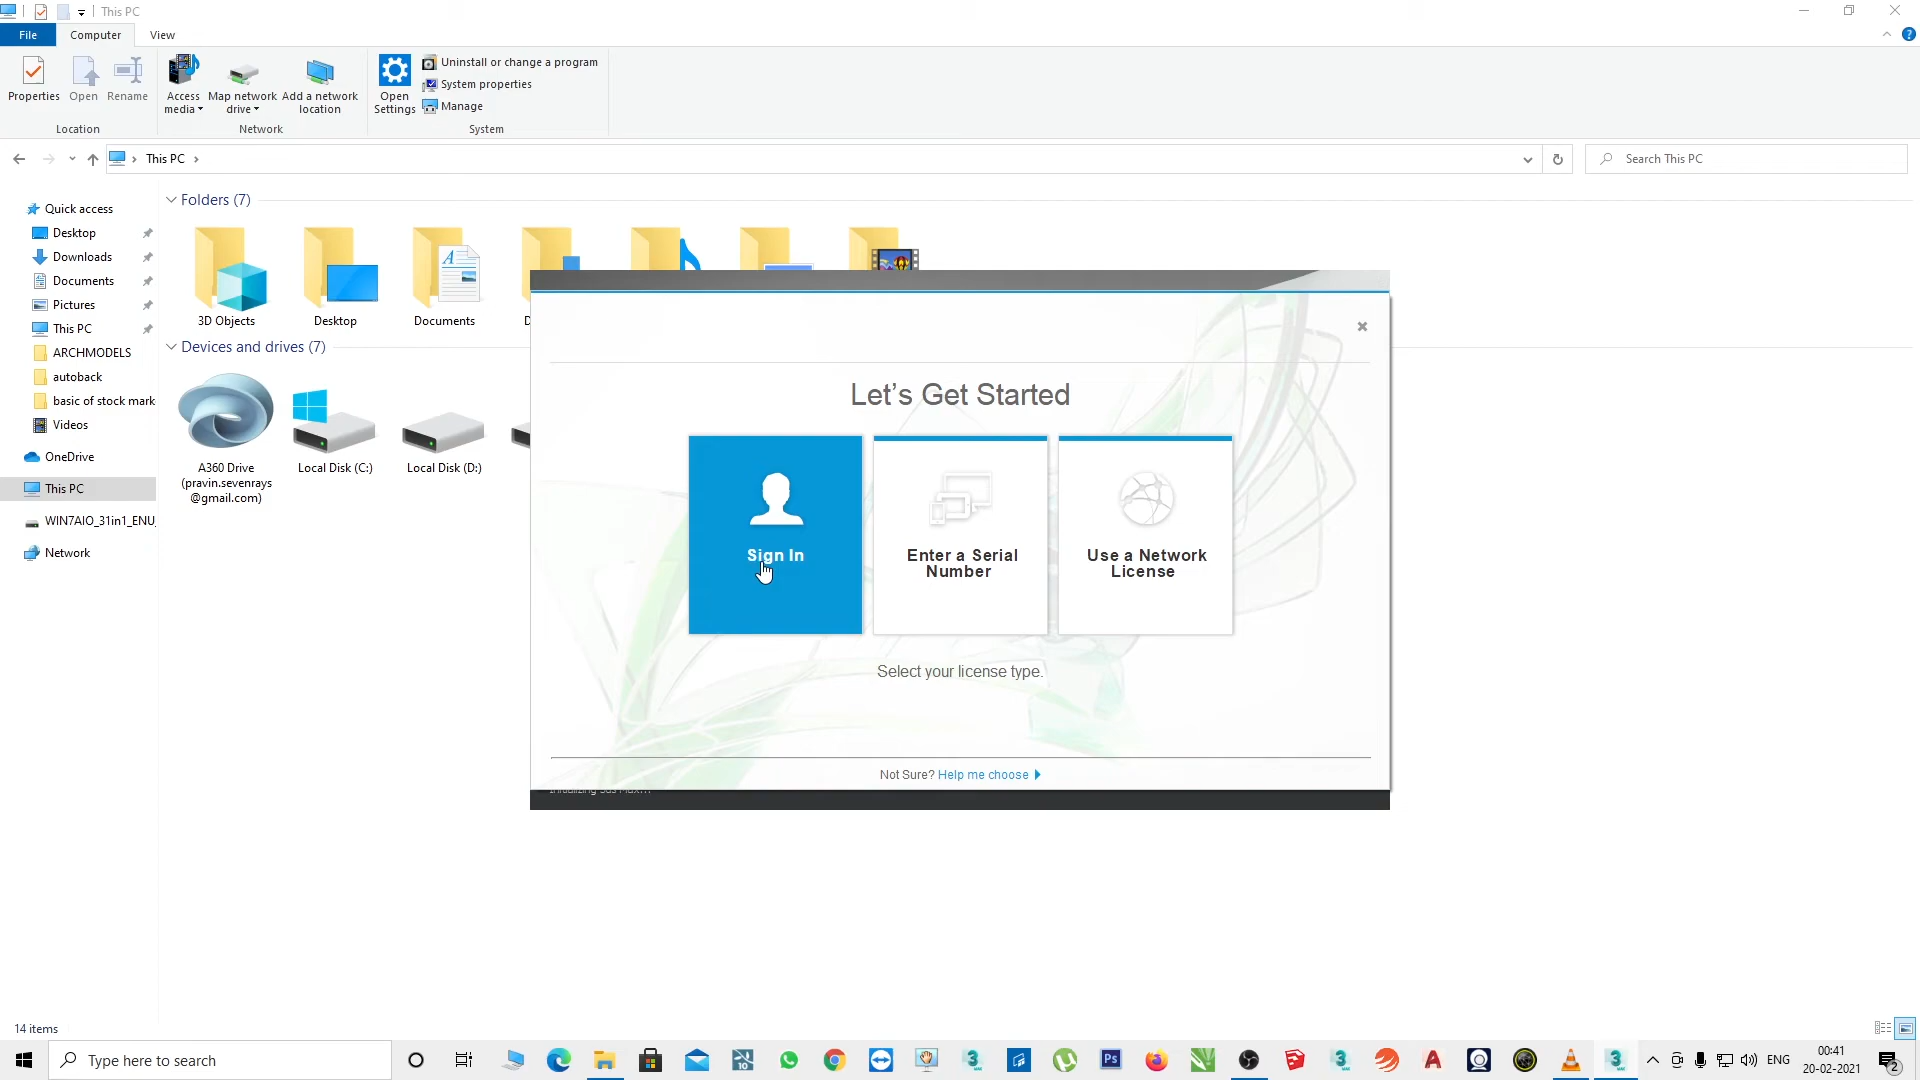 This PC
File
Computer
View
Properties
Open
Rename
Access media
Map network drive
Add a network location
Open Settings
Uninstall or change a program
System properties
Manage
Location
Network
System
This PC
Search This PC
Quick access
Desktop
Downloads
Documents
Pictures
This PC
ARCHMODELS
autoback
basic of stock mark
Videos
OneDrive
This PC
WIN7AIO_31in1_ENU
Network
Folders (7)
3D Objects
Desktop
Documents
D
Devices and drives (7)
A360 Drive
(pravin.sevenrays
@gmail.com)
Local Disk (C:)
Local Disk (D:)
Let's Get Started
Sign In
Enter a Serial
Number
Use a Network
License
Select your license type.
Not Sure? Help me choose
14 items
Type here to search
10
Ps
ENG
00:41
20-02-2021
2